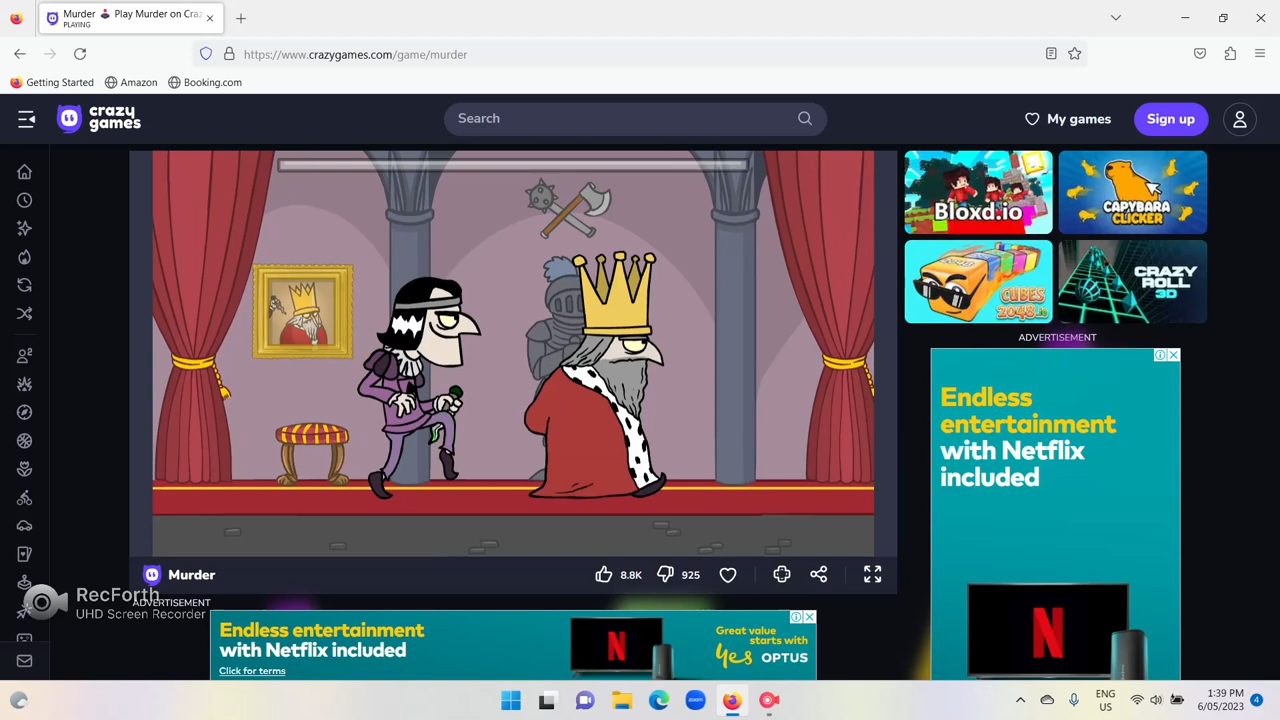 Murder 🕹️ Play Murder on Craz
PLAYING
https://www.crazygames.com/game/murder
Getting Started
Amazon
Booking.com
crazy
games
Search
My games
Sign up
Bloxd.io
CAPYBARA
CLICKER
CUBES
2048.io
CRAZY
ROLL
3D
ADVERTISEMENT
Endless
entertainment
with Netflix
included
N
Murder
8.8K
925
RecForth
UHD Screen Recorder
ADVERTISEMENT
Endless entertainment
with Netflix included
Click for terms
N
Great value
starts with
yes OPTUS
zoom
ENG
US
1:39 PM
6/05/2023
4